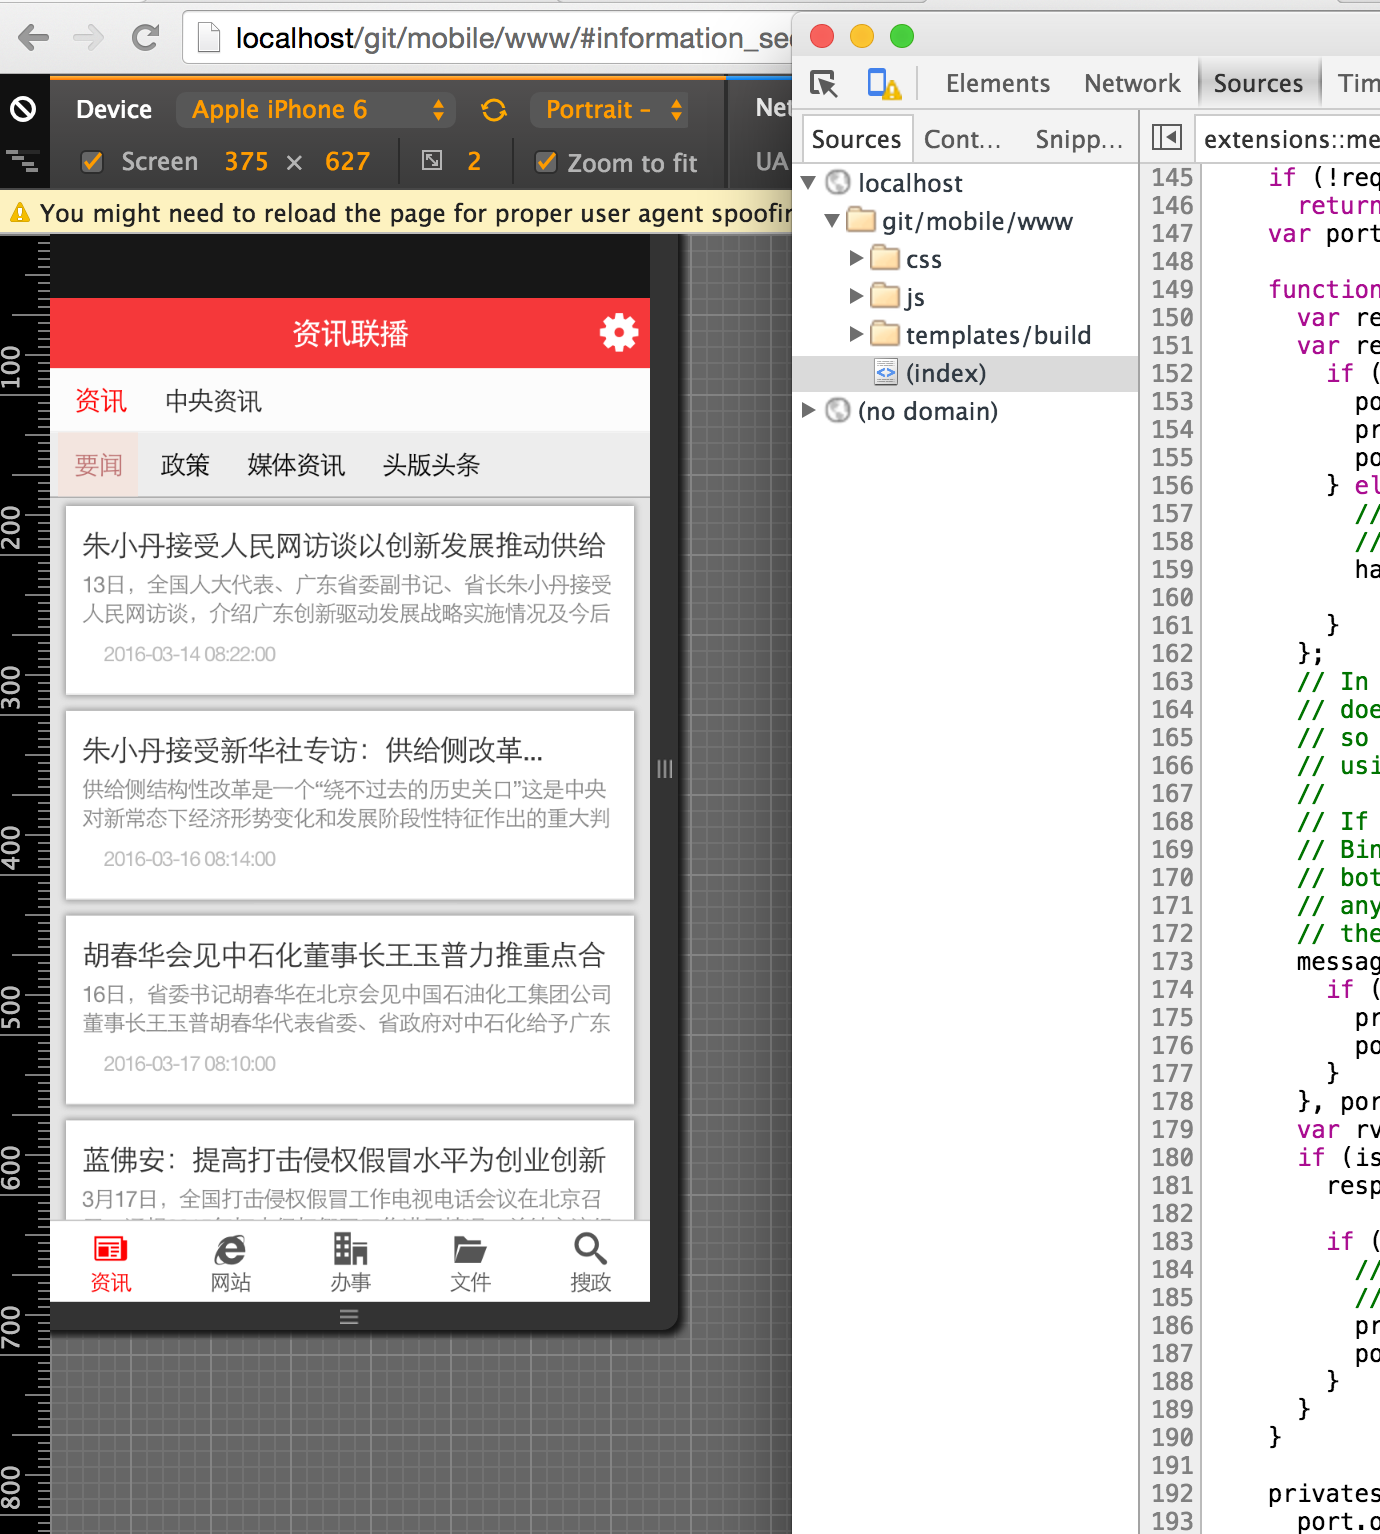 localhost/git/mobile/www/#information_se
Device Apple iPhone 6 Portrait - Net
Screen 375 × 627 2 Zoom to fit UA
You might need to reload the page for proper user agent spoofin
100
200
300
400
500
600
700
800
资讯联播
资讯 中央资讯
要闻 政策 媒体资讯 头版头条
朱小丹接受人民网访谈以创新发展推动供给
13日，全国人大代表、广东省委副书记、省长朱小丹接受
人民网访谈，介绍广东创新驱动发展战略实施情况及今后
2016-03-14 08:22:00
朱小丹接受新华社专访：供给侧改革...
供给侧结构性改革是一个“绕不过去的历史关口”这是中央
对新常态下经济形势变化和发展阶段性特征作出的重大判
2016-03-16 08:14:00
胡春华会见中石化董事长王玉普力推重点合
16日，省委书记胡春华在北京会见中国石油化工集团公司
董事长王玉普胡春华代表省委、省政府对中石化给予广东
2016-03-17 08:10:00
蓝佛安：提高打击侵权假冒水平为创业创新
3月17日，全国打击侵权假冒工作电视电话会议在北京召
资讯 网站 办事 文件 搜政
Elements Network Sources Tim
Sources Cont... Snipp...
extensions::me
localhost
git/mobile/www
css
js
templates/build
(index)
(no domain)
145 if (!req
146 return
147 var port
148
149 function
150 var re
151 var re
152 if (
153 po
154 pr
155 po
156 } el
157 //
158 //
159 ha
160
161 }
162 };
163 // In
164 // doe
165 // so
166 // usi
167 //
168 // If
169 // Bin
170 // bot
171 // any
172 // the
173 messag
174 if (
175 pr
176 po
177 }
178 }, por
179 var rv
180 if (is
181 resp
182
183 if (
184 //
185 //
186 pr
187 po
188 }
189 }
190 }
191
192 privates
193 port.o